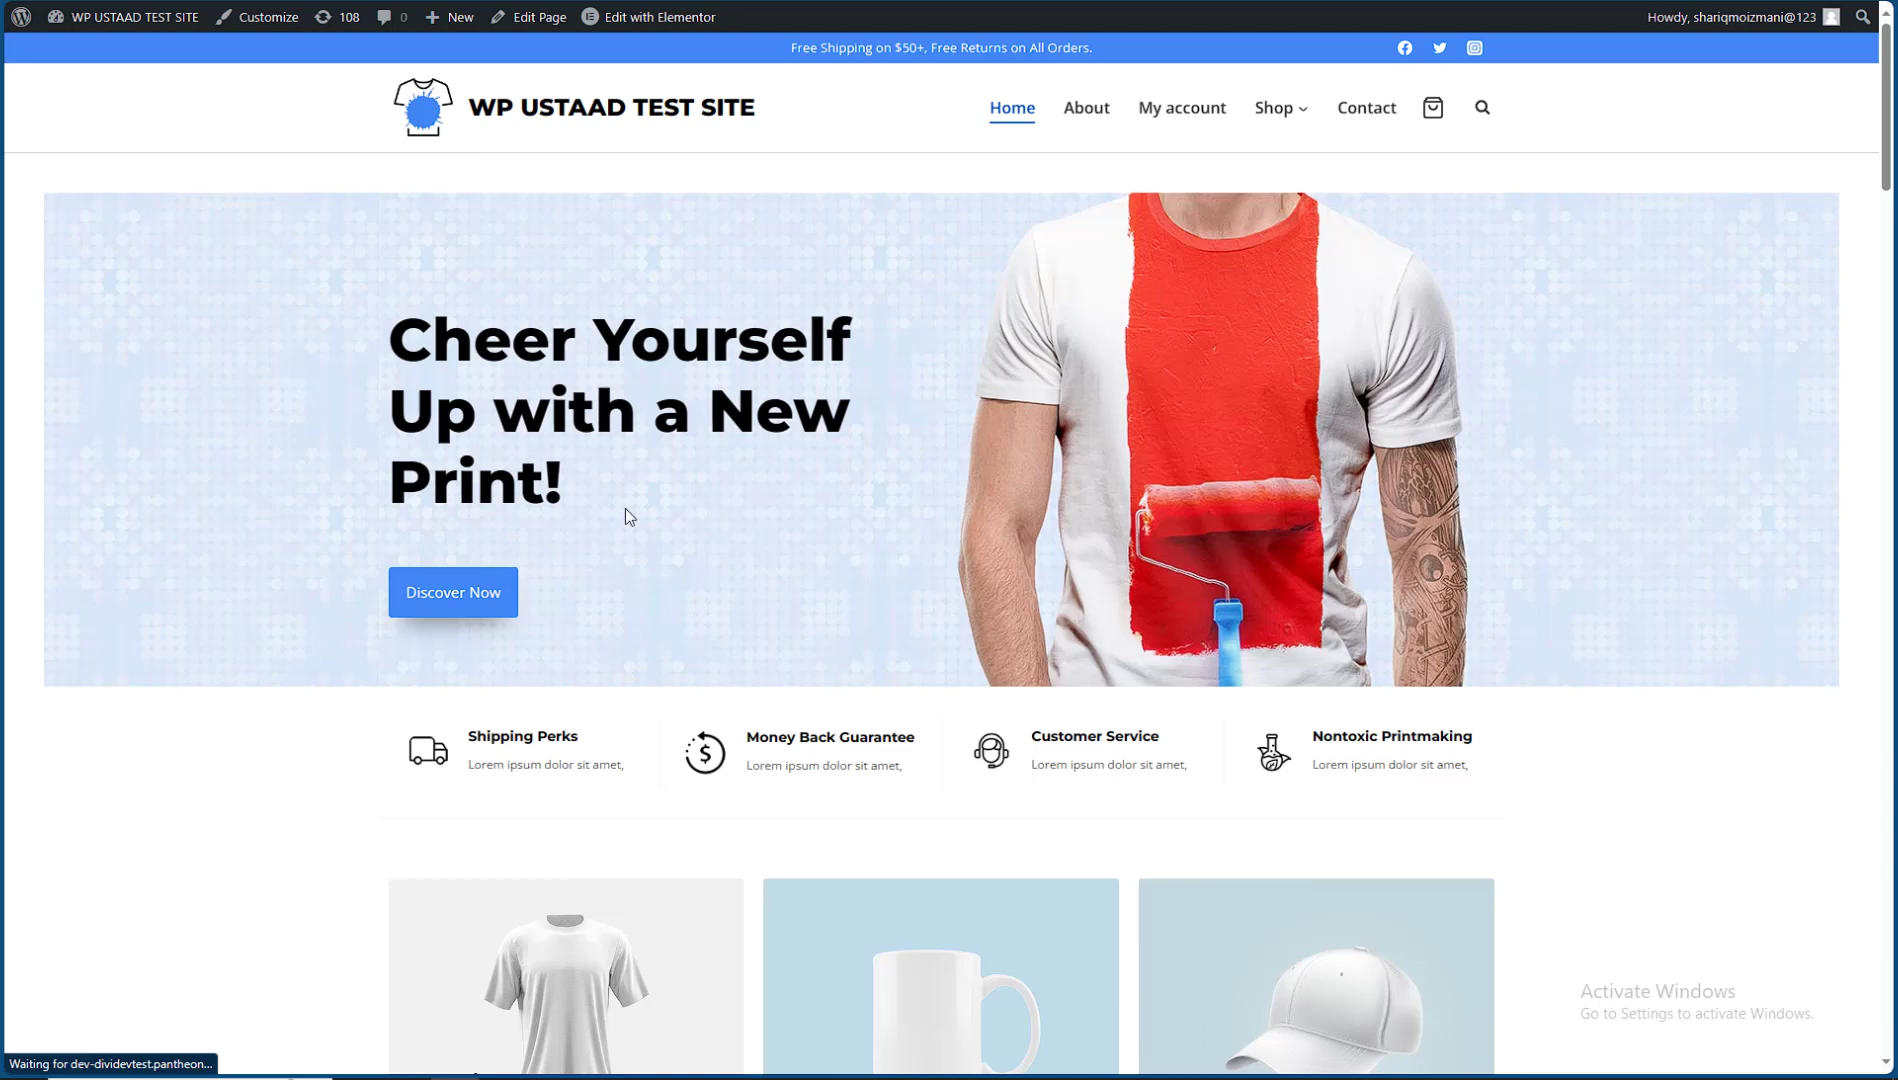 WP USTAAD TEST SITE Customize 108 0 New Edit Page Edit with Elementor Howdy, shariqmoizmani@123
Free Shipping on $50+, Free Returns on All Orders.
WP USTAAD TEST SITE Home About My account Shop Contact
Cheer Yourself
Up with a New
Print!
Discover Now
Shipping Perks
Lorem ipsum dolor sit amet,
Money Back Guarantee
Lorem ipsum dolor sit amet,
Customer Service
Lorem ipsum dolor sit amet,
Nontoxic Printmaking
Lorem ipsum dolor sit amet,
Activate Windows
Go to Settings to activate Windows.
Waiting for dev-dividevtest.pantheon...